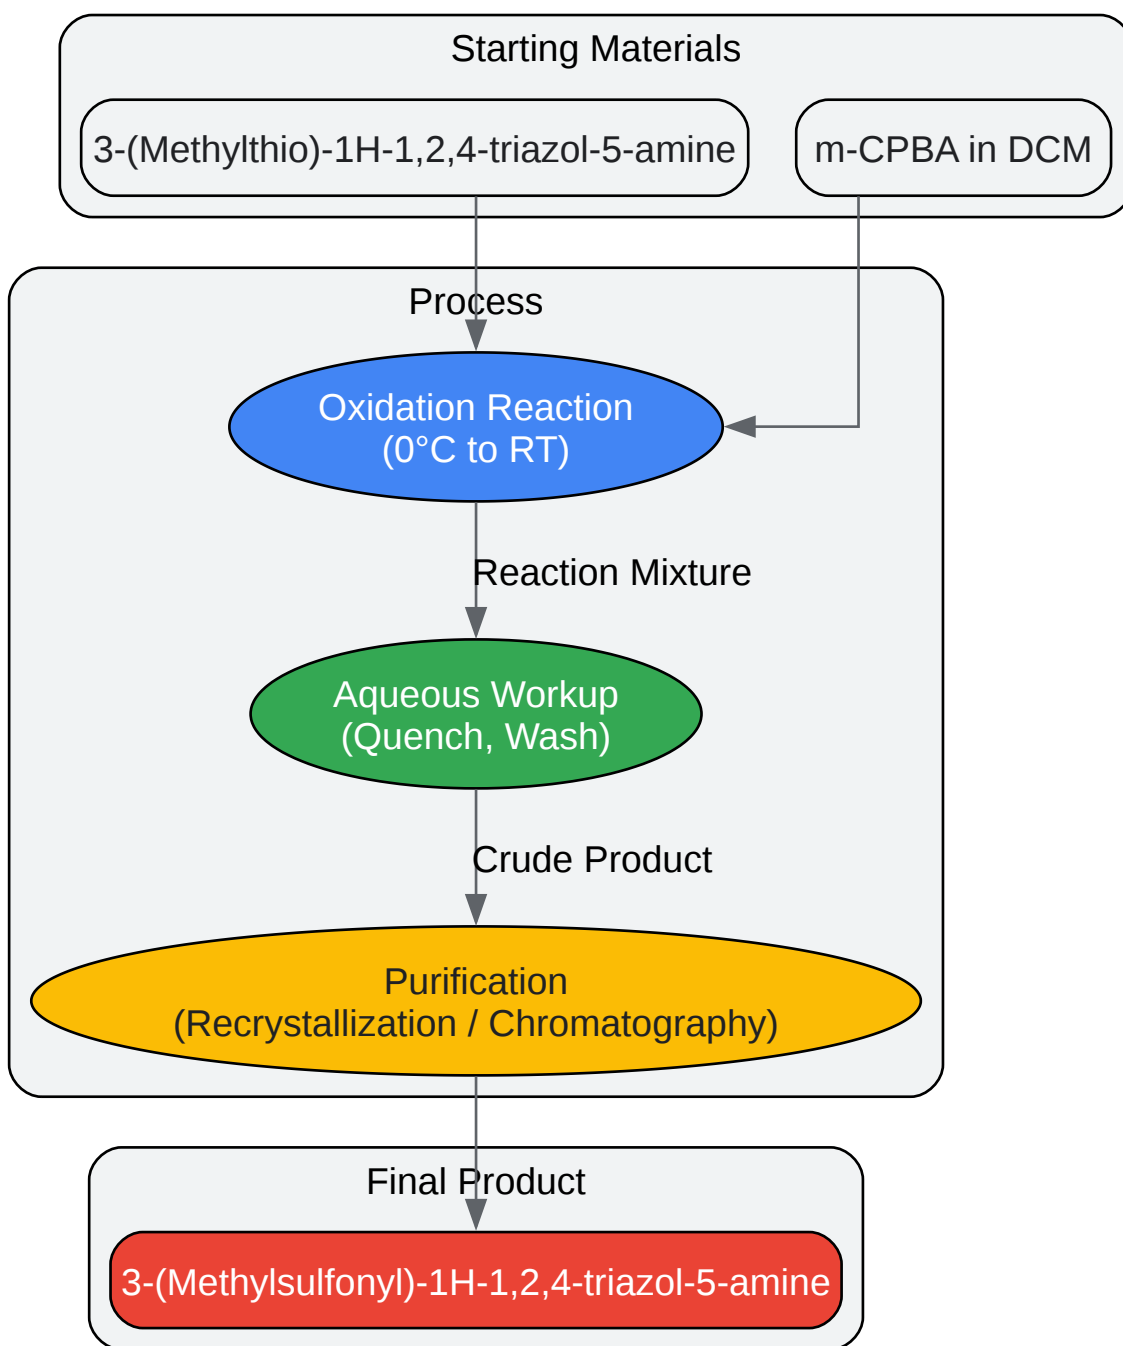 Starting Materials
3-(Methylthio)-1H-1,2,4-triazol-5-amine
m-CPBA in DCM
Process
Oxidation Reaction
(0°C to RT)
Reaction Mixture
Aqueous Workup
(Quench, Wash)
Crude Product
Purification
(Recrystallization / Chromatography)
Final Product
3-(Methylsulfonyl)-1H-1,2,4-triazol-5-amine